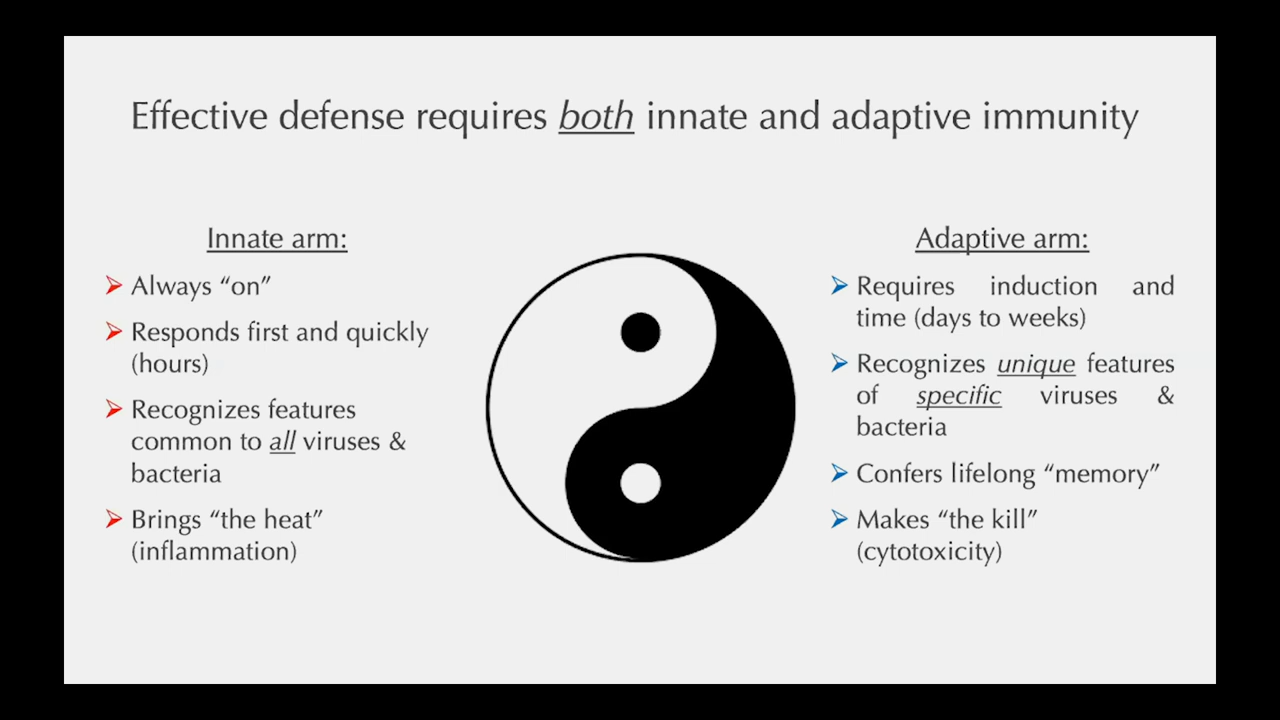 Effective defense requires both innate and adaptive immunity
Innate arm:
Always “on”
Responds first and quickly
(hours)
Recognizes features
common to all viruses &
bacteria
Brings “the heat”
(inflammation)
Adaptive arm:
Requires induction and
time (days to weeks)
Recognizes unique features
of specific viruses &
bacteria
Confers lifelong “memory”
Makes “the kill”
(cytotoxicity)